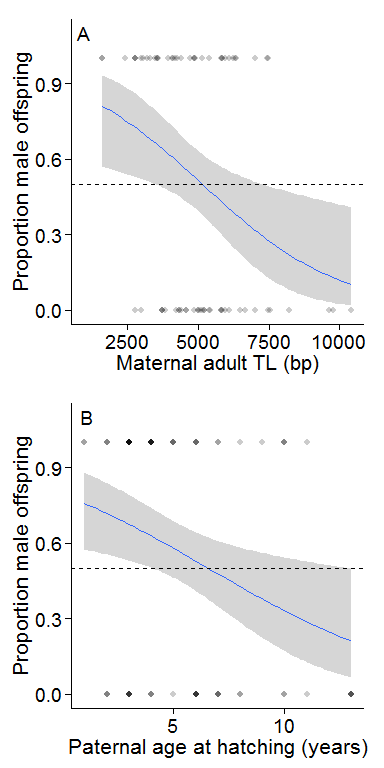 A
Proportion male offspring
0.9
0.6
0.3
0.0
2500 5000 7500 10000
Maternal adult TL (bp)
B
Proportion male offspring
0.9
0.6
0.3
0.0
5 10
Paternal age at hatching (years)